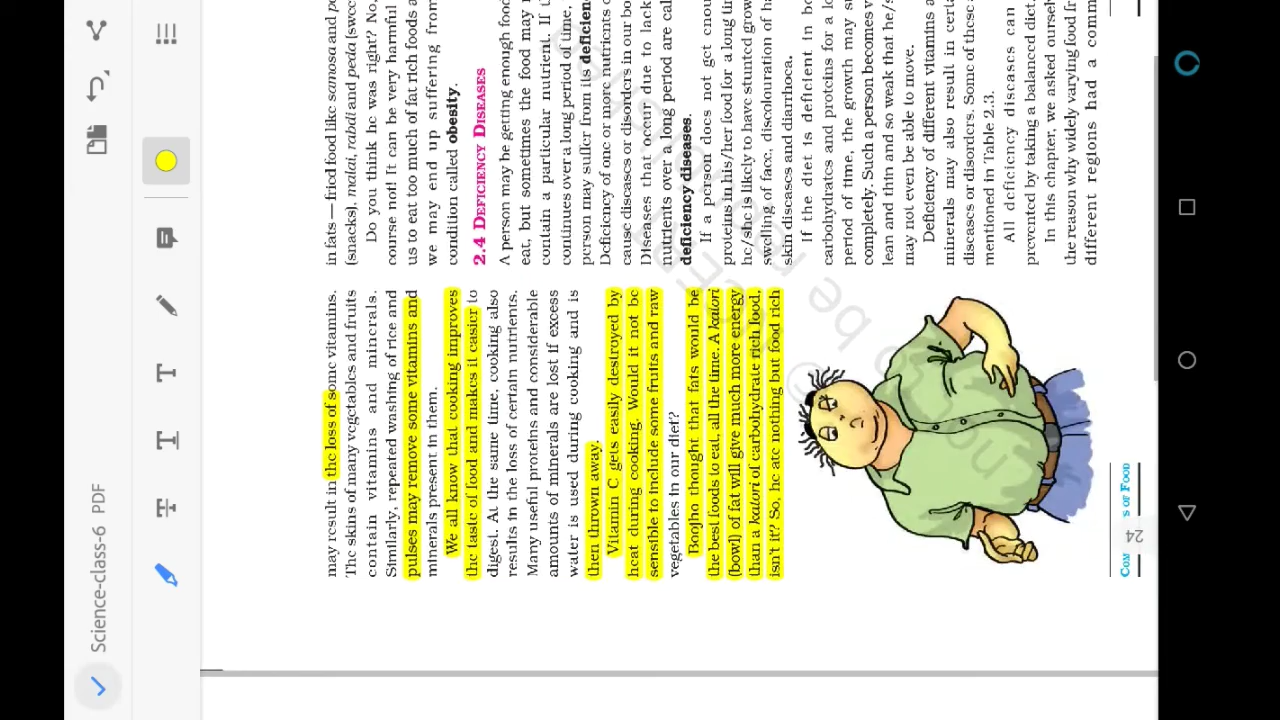 Science-class-6 PDF
may result in the loss of some vitamins.
The skins of many vegetables and fruits
contain vitamins and minerals.
Similarly, repeated washing of rice and
pulses may remove some vitamins and
minerals present in them.
We all know that cooking improves
the taste of food and makes it easier to
digest. At the same time, cooking also
results in the loss of certain nutrients.
Many useful proteins and considerable
amounts of minerals are lost if excess
water is used during cooking and is
then thrown away.
Vitamin C gets easily destroyed by
heat during cooking. Would it not be
sensible to include some fruits and raw
vegetables in our diet?
Boojho thought that fats would be
the best foods to eat, all the time. A katori
(bowl) of fat will give much more energy
than a katori of carbohydrate rich food,
isn't it? So, he ate nothing but food rich
in fats — fried food like samosa and
(snacks), malai, rabdi and peda
Do you think he was right? No,
course not! It can be very harmful
us to eat too much of fat rich foods
we may end up suffering from
condition called obesity.
2.4 DEFICIENCY DISEASES
A person may be getting enough food
eat, but sometimes the food may
contain a particular nutrient. If
continues over a long period of time,
person may suffer from its
Deficiency of one or more nutrients
cause diseases or disorders in our
Diseases that occur due to lack
nutrients over a long period are
deficiency diseases.
If a person does not get
proteins in his/her food for a long
he/she is likely to have stunted
swelling of face, discolouration of
skin diseases and diarrhoea.
If the diet is deficient in
carbohydrates and proteins for a
period of time, the growth may
completely. Such a person becomes
lean and thin and so weak that
may not even be able to move.
Deficiency of different vitamins
minerals may also result in
diseases or disorders. Some of these
mentioned in Table 2.3.
All deficiency diseases can
prevented by taking a balanced diet.
In this chapter, we asked
the reason why widely varying food
different regions had a
OF FOOD
24